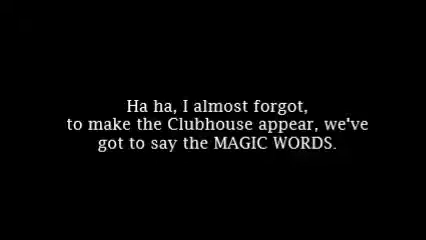 Ha ha, I almost forgot,
to make the Clubhouse appear, we've
got to say the MAGIC WORDS.